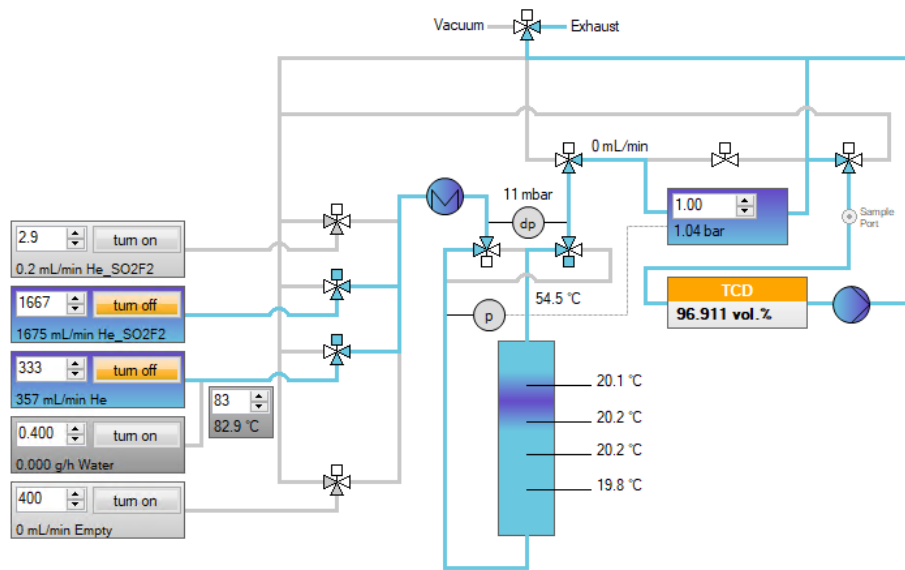 Vacuum
Exhaust
0 mL/min
11 mbar
dp
1.00
1.04 bar
Sample
Port
2.9
turn on
0.2 mL/min He_SO2F2
1667
turn off
1675 mL/min He_SO2F2
333
turn off
357 mL/min He
83
82.9 °C
0.400
turn on
0.000 g/h Water
400
turn on
0 mL/min Empty
54.5 °C
p
TCD
96.911 vol.%
20.1 °C
20.2 °C
20.2 °C
19.8 °C